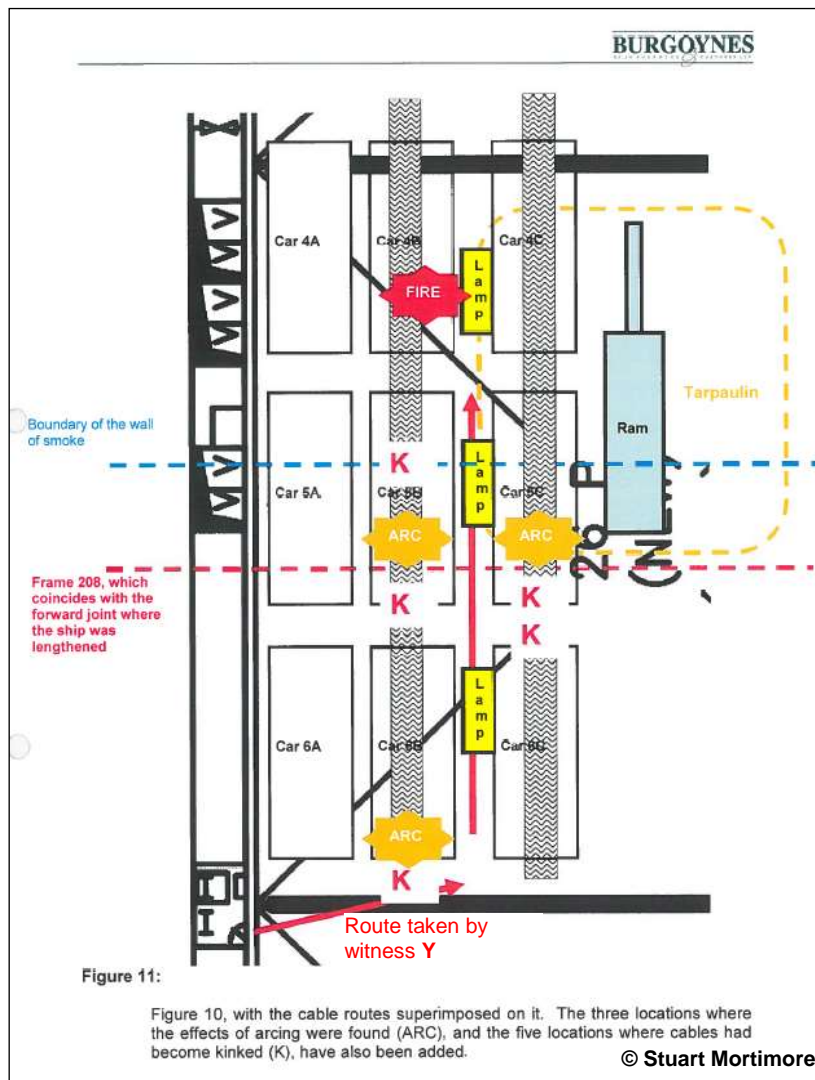 BURGOYNES
Car 4A
Car 4B
Car 4C
Lamp
FIRE
Tarpaulin
Ram
Boundary of the wall
of smoke
K
Lamp
Car 5A
Car 5B
Car 5C
26 P
(NEW)
ARC
ARC
Frame 208, which
coincides with the
forward joint where
the ship was
lengthened
K
K
K
Lamp
Car 6A
Car 6B
Car 6C
ARC
K
Route taken by
witness Y
Figure 11:
Figure 10, with the cable routes superimposed on it. The three locations where
the effects of arcing were found (ARC), and the five locations where cables had
become kinked (K), have also been added.
© Stuart Mortimore